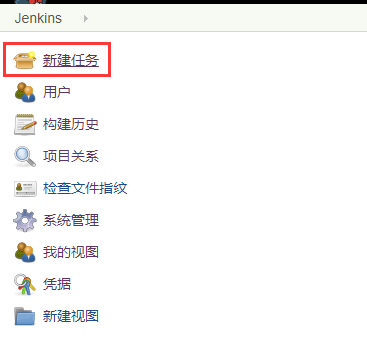 Jenkins
新建任务
用户
构建历史
项目关系
检查文件指纹
系统管理
我的视图
凭据
新建视图